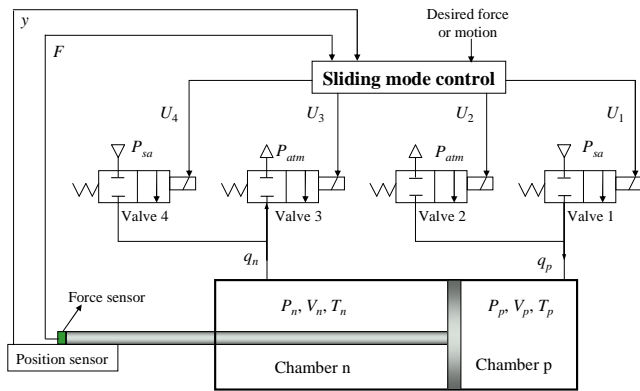 y
F
Desired force
or motion
Sliding mode control
U4
U3
U2
U1
Psa
Patm
Patm
Psa
Valve 4
Valve 3
Valve 2
Valve 1
qn
qp
Force sensor
Pn, Vn, Tn
Pp, Vp, Tp
Position sensor
Chamber n
Chamber p